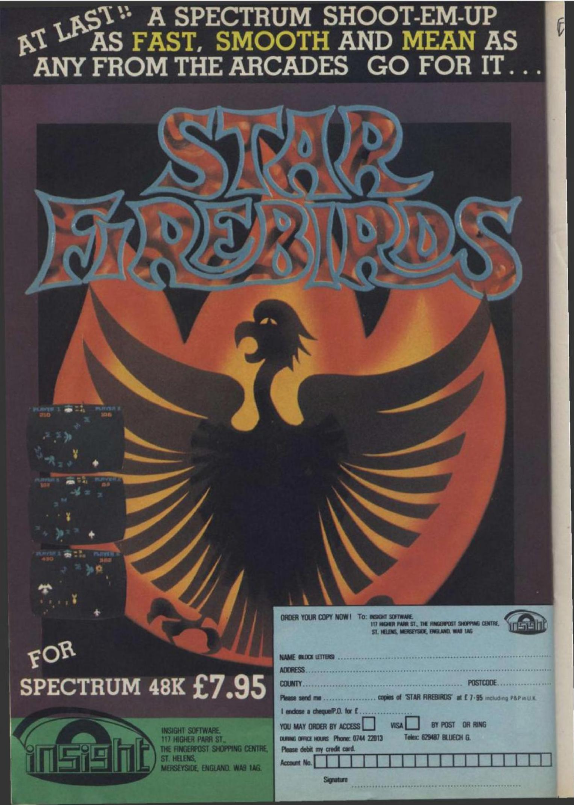 AT LAST!! A SPECTRUM SHOOT-EM-UP
AS FAST, SMOOTH AND MEAN AS
ANY FROM THE ARCADES GO FOR IT...
STAR
FIREBIRDS
PLAYER 1
PLAYER 2
FOR
SPECTRUM 48K £7.95
insight
INSIGHT SOFTWARE,
117 HIGHER PARR ST.,
THE FINGERPOST SHOPPING CENTRE,
ST. HELENS,
MERSEYSIDE, ENGLAND. WA9 1AG.
ORDER YOUR COPY NOW! To: INSIGHT SOFTWARE,
117 HIGHER PARR ST., THE FINGERPOST SHOPPING CENTRE,
ST. HELENS, MERSEYSIDE, ENGLAND. WA9 1AG
insight
NAME (BLOCK LETTERS)
ADDRESS
COUNTY POSTCODE
Please send me copies of 'STAR FIREBIRDS' at £7·95 including P&P in U.K.
I enclose a cheque/P.O. for £
YOU MAY ORDER BY ACCESS VISA BY POST OR RING
DURING OFFICE HOURS Phone: 0744 22813 Telex: 629487 BLUECH G.
Please debit my credit card.
Account No.
Signature